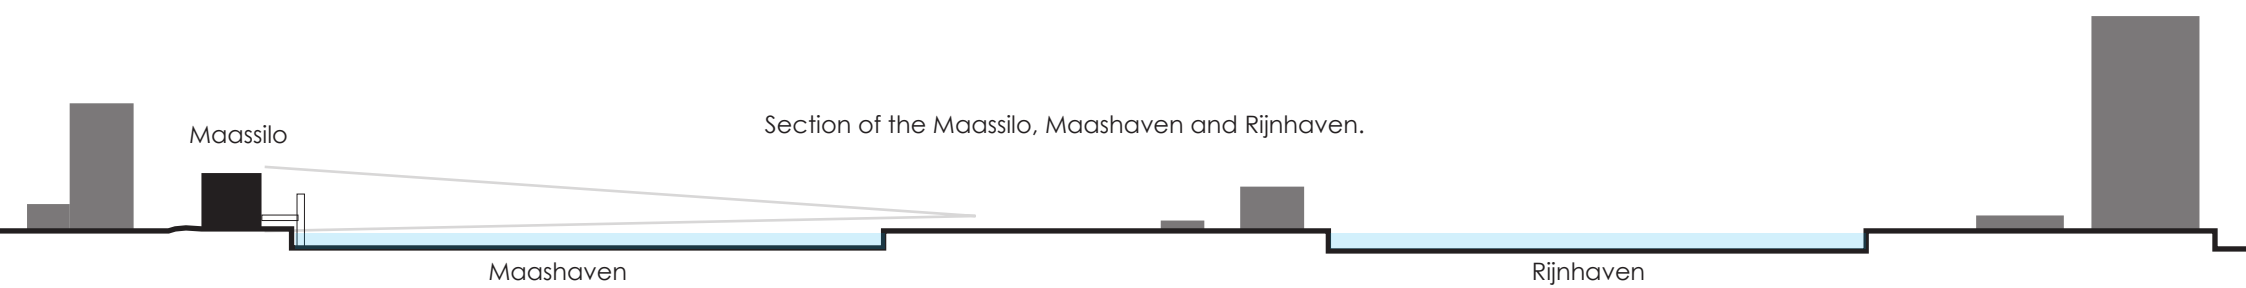 Section of the Maassilo, Maashaven and Rijnhaven.
Maassilo
Maashaven
Rijnhaven